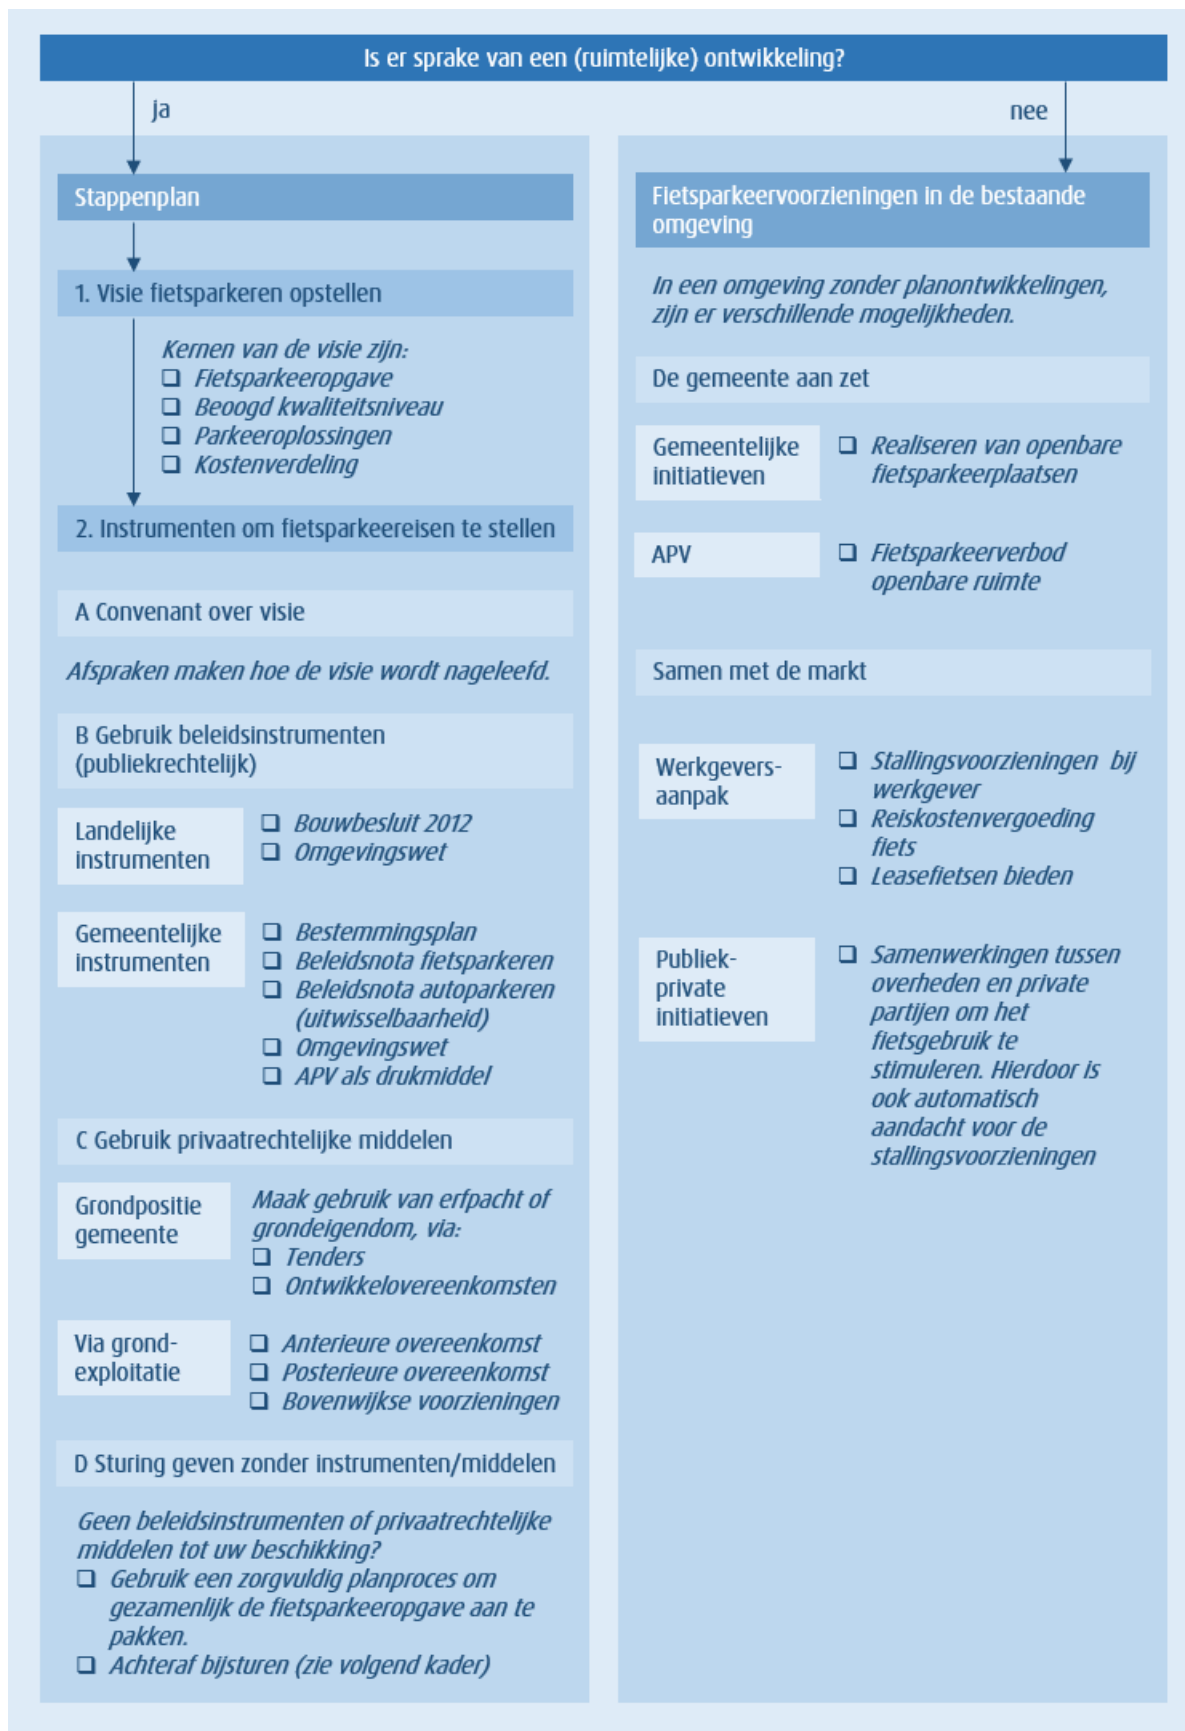 Is er sprake van een (ruimtelijke) ontwikkeling?
ja
Stappenplan
1. Visie fietsparkeren opstellen
Kernen van de visie zijn:
❑ Fietsparkeeropgave
❑ Beoogd kwaliteitsniveau
❑ Parkeeroplossingen
❑ Kostenverdeling
2. Instrumenten om fietsparkeereisen te stellen
A Convenant over visie
Afspraken maken hoe de visie wordt nageleefd.
B Gebruik beleidsinstrumenten
(publiekrechtelijk)
Landelijke
instrumenten
❑ Bouwbesluit 2012
❑ Omgevingswet
Gemeentelijke
instrumenten
❑ Bestemmingsplan
❑ Beleidsnota fietsparkeren
❑ Beleidsnota autoparkeren
(uitwisselbaarheid)
❑ Omgevingswet
❑ APV als drukmiddel
C Gebruik privaatrechtelijke middelen
Grondpositie
gemeente
Maak gebruik van erfpacht of
grondeigendom, via:
❑ Tenders
❑ Ontwikkelovereenkomsten
Via grond-
exploitatie
❑ Anterieure overeenkomst
❑ Posterieure overeenkomst
❑ Bovenwijkse voorzieningen
D Sturing geven zonder instrumenten/middelen
Geen beleidsinstrumenten of privaatrechtelijke
middelen tot uw beschikking?
❑ Gebruik een zorgvuldig planproces om
gezamenlijk de fietsparkeeropgave aan te
pakken.
❑ Achteraf bijsturen (zie volgend kader)
nee
Fietsparkeervoorzieningen in de bestaande
omgeving
In een omgeving zonder planontwikkelingen,
zijn er verschillende mogelijkheden.
De gemeente aan zet
Gemeentelijke
initiatieven
❑ Realiseren van openbare
fietsparkeerplaatsen
APV
❑ Fietsparkeerverbod
openbare ruimte
Samen met de markt
Werkgevers-
aanpak
❑ Stallingsvoorzieningen bij
werkgever
❑ Reiskostenvergoeding
fiets
❑ Leasefietsen bieden
Publiek-
private
initiatieven
❑ Samenwerkingen tussen
overheden en private
partijen om het
fietsgebruik te
stimuleren. Hierdoor is
ook automatisch
aandacht voor de
stallingsvoorzieningen